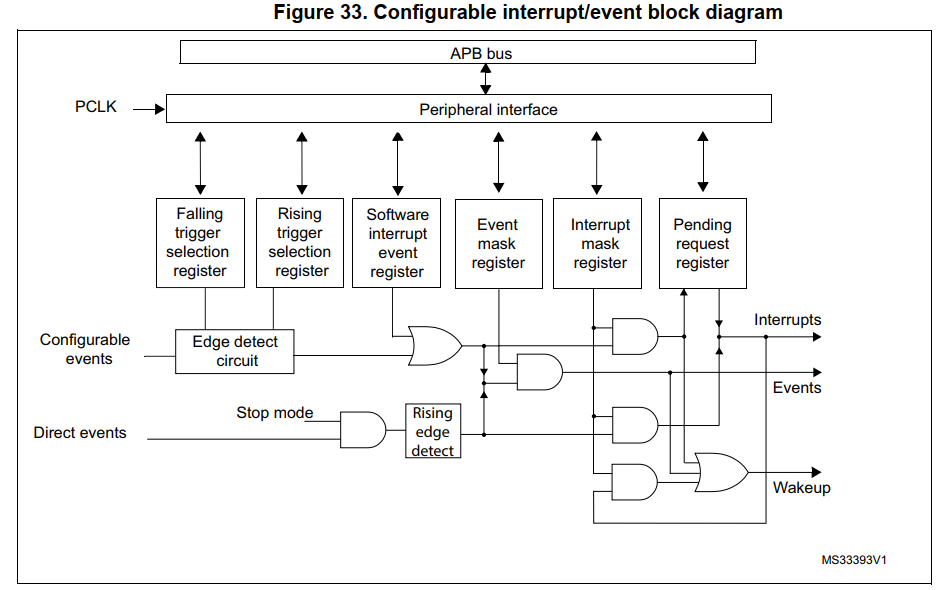 Figure 33. Configurable interrupt/event block diagram
APB bus
PCLK
Peripheral interface
Falling
trigger
selection
register
Rising
trigger
selection
register
Software
interrupt
event
register
Event
mask
register
Interrupt
mask
register
Pending
request
register
Configurable
events
Edge detect
circuit
Interrupts
Events
Stop mode
Direct events
Rising
edge
detect
Wakeup
MS33393V1